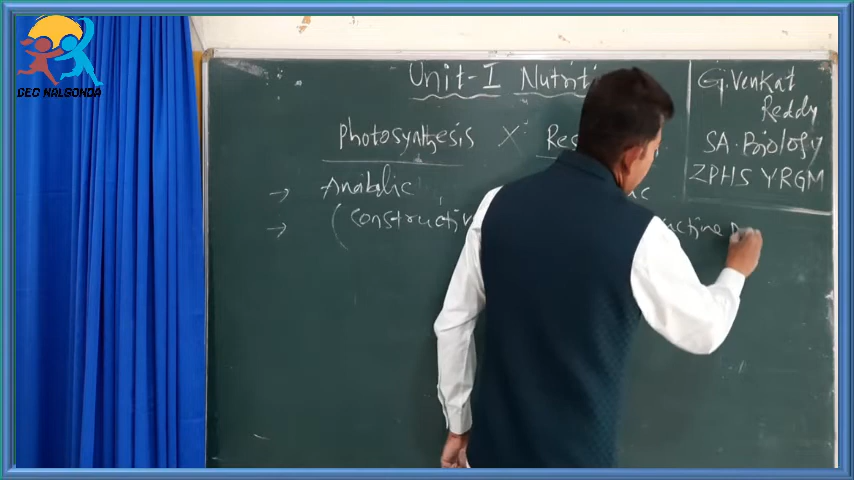 DEO NALGONDA
Unit-I Nutriti
G.Venkat
Reddy
SA.Biology
ZPHS YRGM
Photosynthesis X Res
→ Anabolic
→ (Constructiv